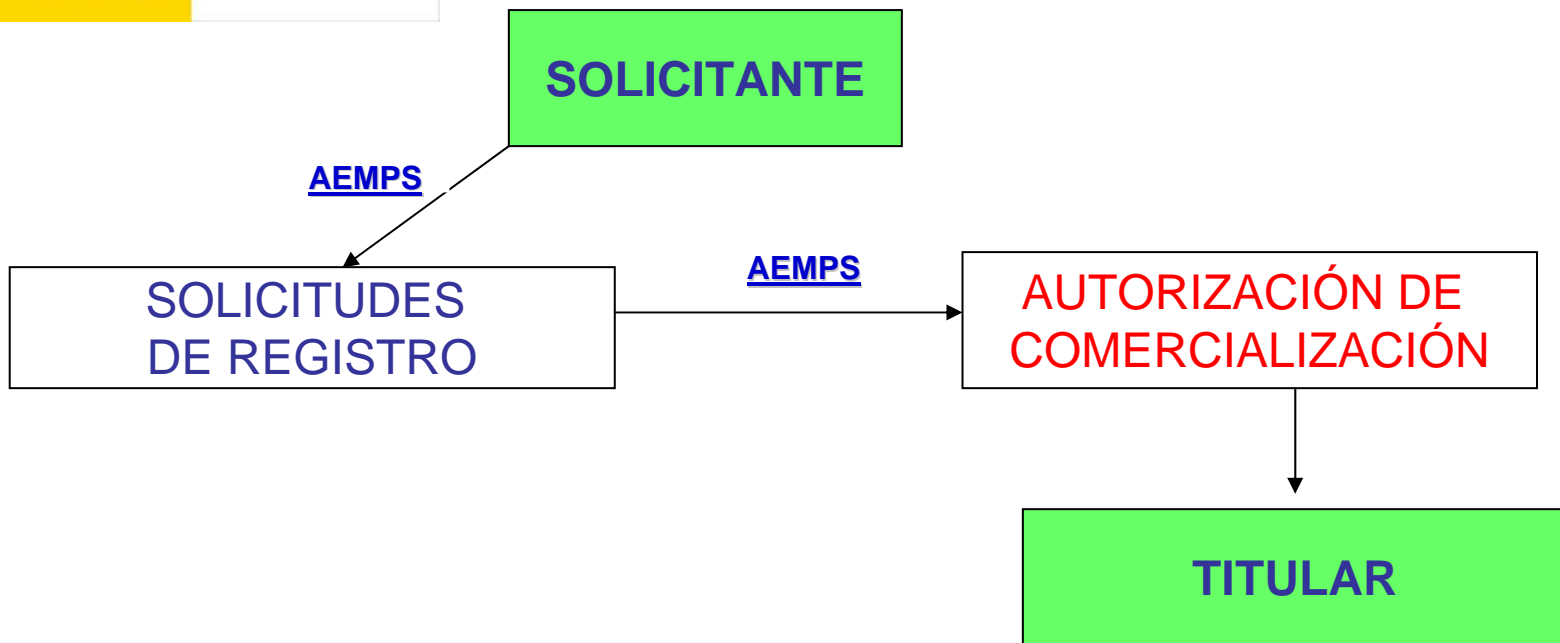 SOLICITANTE
AEMPS
AEMPS
SOLICITUDES
DE REGISTRO
AUTORIZACIÓN DE
COMERCIALIZACIÓN
TITULAR